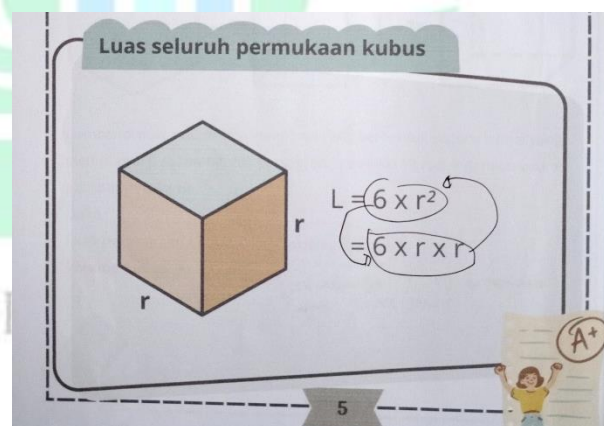 Luas seluruh permukaan kubus
L = 6 x r²
r
= 6 x r x r
r
A+
5